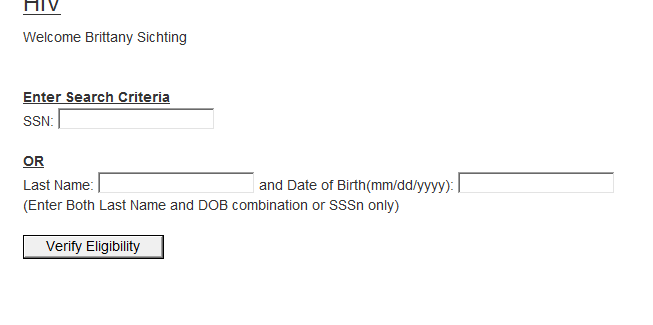 HIV
Welcome Brittany Sichting
Enter Search Criteria
SSN:
OR
Last Name: and Date of Birth(mm/dd/yyyy):
(Enter Both Last Name and DOB combination or SSSn only)
Verify Eligibility